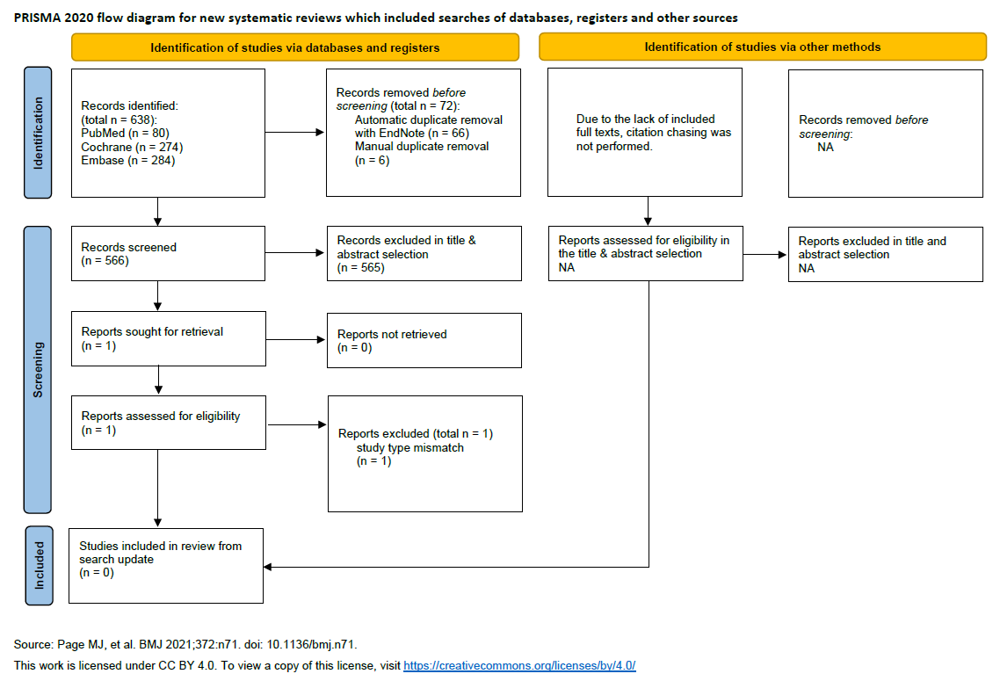 PRISMA 2020 flow diagram for new systematic reviews which included searches of databases, registers and other sources
Identification of studies via databases and registers
Identification of studies via other methods
Identification
Records identified:
(total n = 638):
PubMed (n = 80)
Cochrane (n = 274)
Embase (n = 284)
Records removed before
screening (total n = 72):
Automatic duplicate removal
with EndNote (n = 66)
Manual duplicate removal
(n = 6)
Due to the lack of included
full texts, citation chasing was
not performed.
Records removed before
screening:
NA
Screening
Records screened
(n = 566)
Records excluded in title &
abstract selection
(n = 565)
Reports assessed for eligibility in
the title & abstract selection
NA
Reports excluded in title and
abstract selection
NA
Reports sought for retrieval
(n = 1)
Reports not retrieved
(n = 0)
Reports assessed for eligibility
(n = 1)
Reports excluded (total n = 1)
study type mismatch
(n = 1)
Included
Studies included in review from
search update
(n = 0)
Source: Page MJ, et al. BMJ 2021;372:n71. doi: 10.1136/bmj.n71.
This work is licensed under CC BY 4.0. To view a copy of this license, visit https://creativecommons.org/licenses/by/4.0/